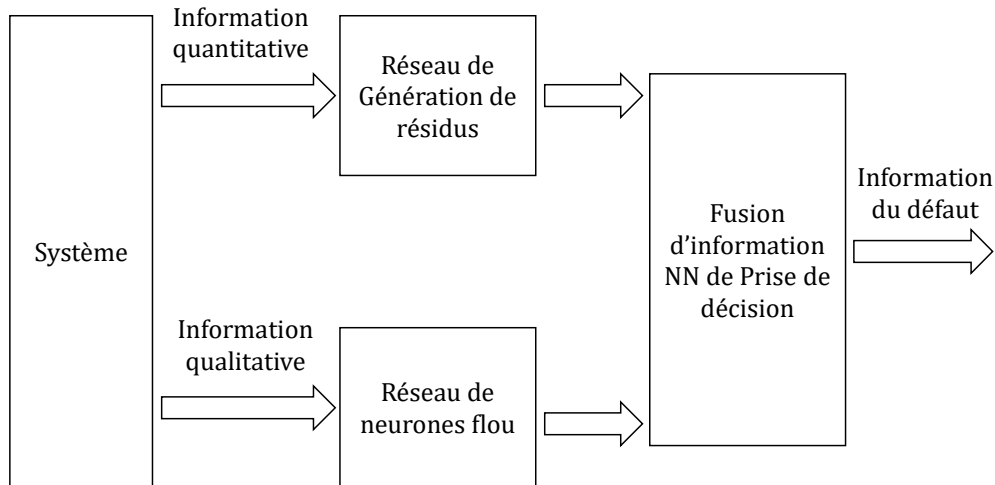 Système
Information
quantitative
Réseau de
Génération de
résidus
Information
qualitative
Réseau de
neurones flou
Fusion
d'information
NN de Prise de
décision
Information
du défaut